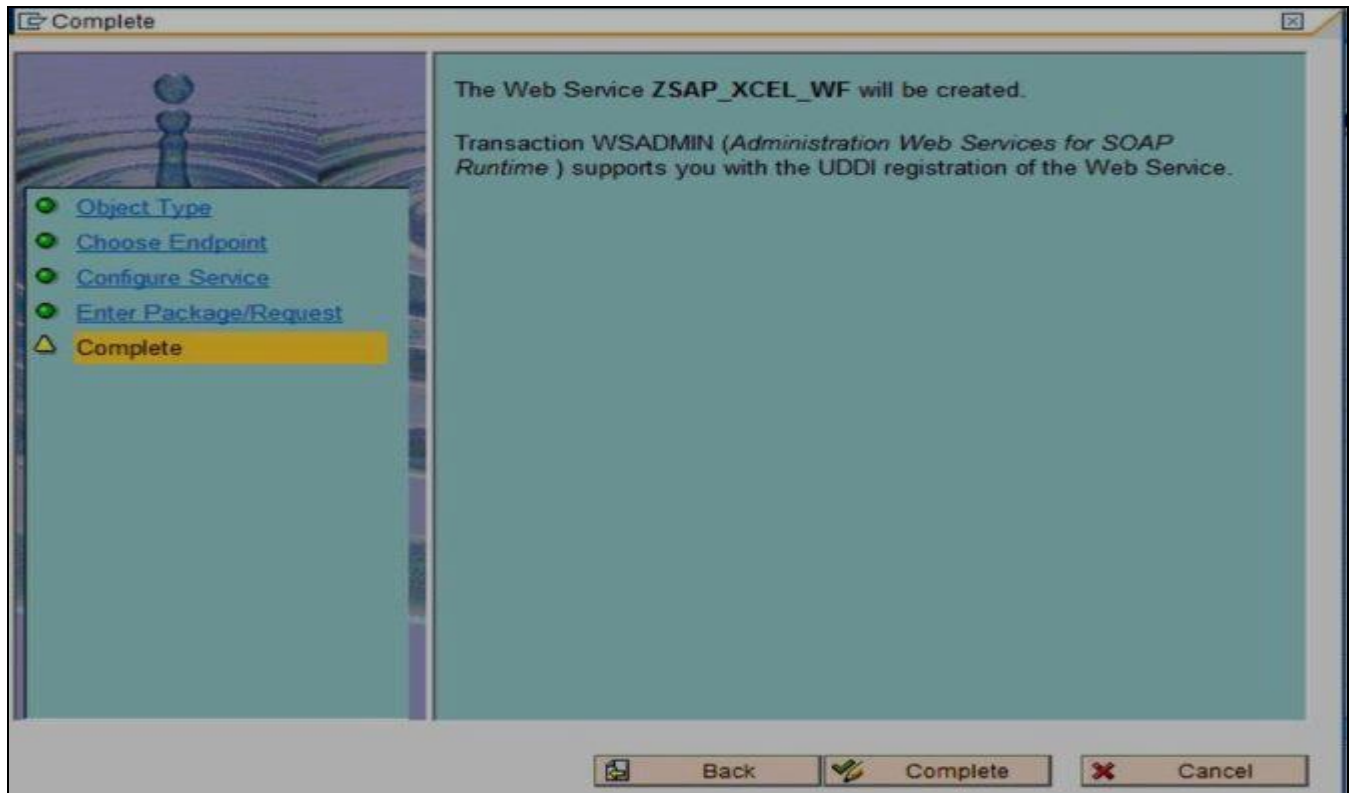 Complete
The Web Service ZSAP_XCEL_WF will be created.
Transaction WSADMIN (Administration Web Services for SOAP
Runtime ) supports you with the UDDI registration of the Web Service.
Object Type
Choose Endpoint
Configure Service
Enter Package/Request
Complete
Back
Complete
Cancel